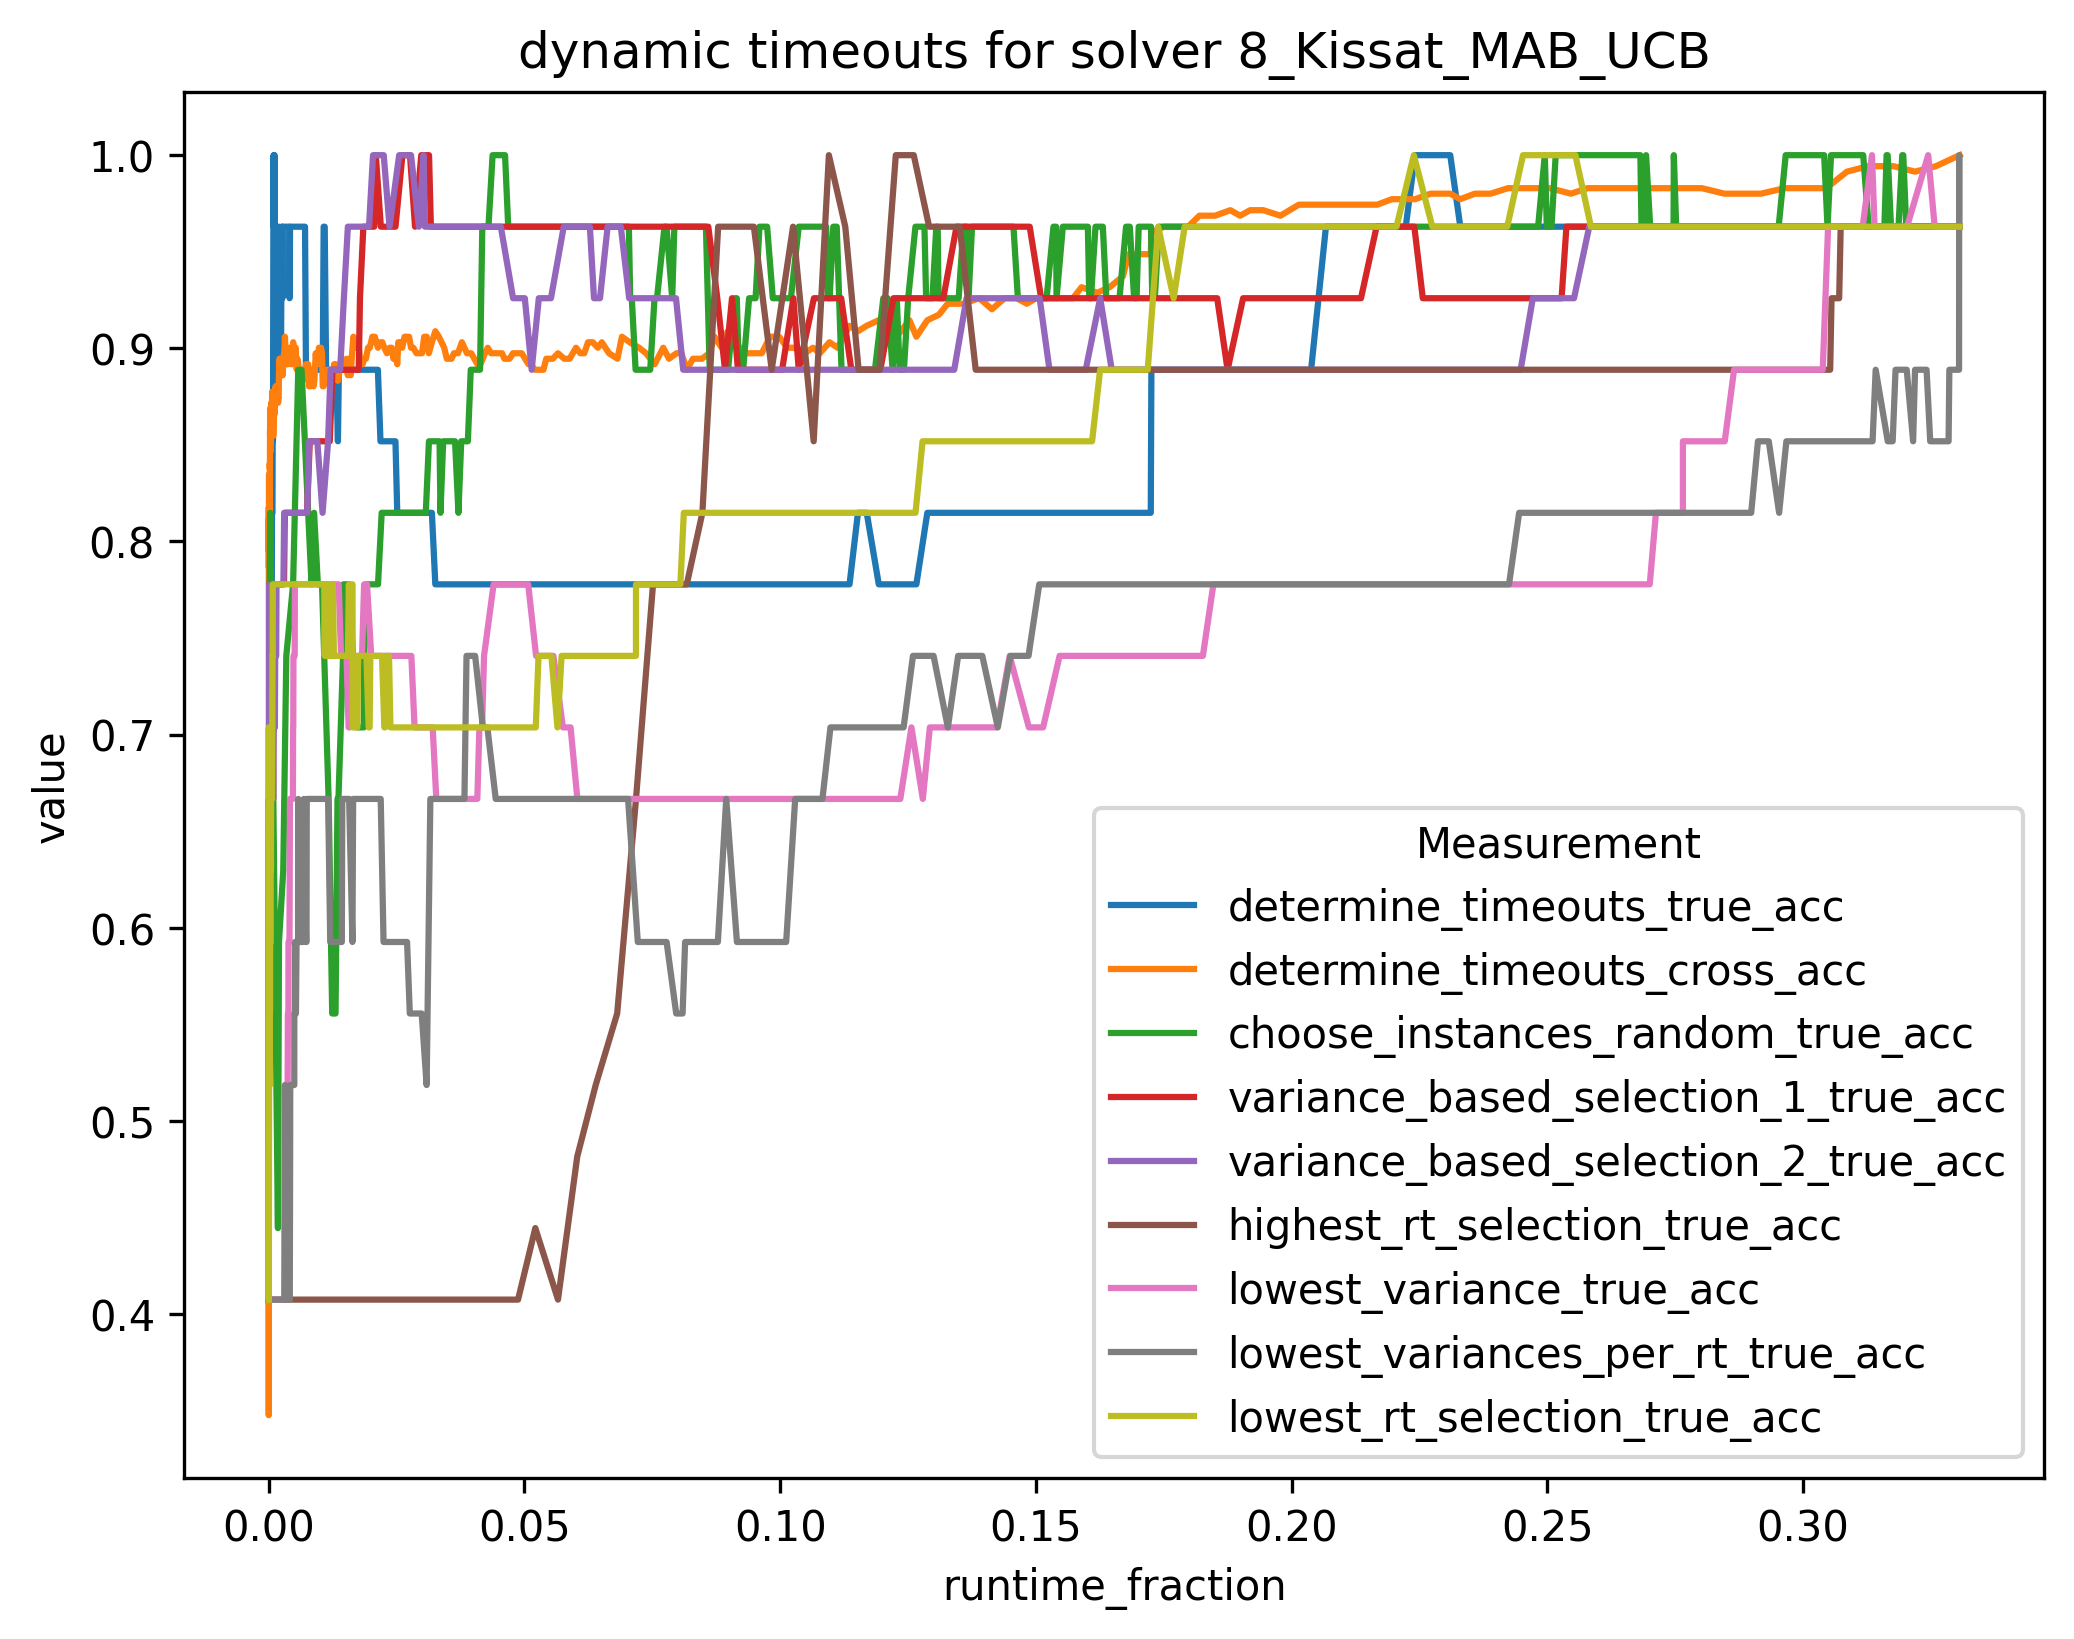 dynamic timeouts for solver 8_Kissat_MAB_UCB
1.0
0.9
0.8
0.7
0.6
0.5
0.4
value
Measurement
determine_timeouts_true_acc
determine_timeouts_cross_acc
choose_instances_random_true_acc
variance_based_selection_1_true_acc
variance_based_selection_2_true_acc
highest_rt_selection_true_acc
lowest_variance_true_acc
lowest_variances_per_rt_true_acc
lowest_rt_selection_true_acc
0.00 0.05 0.10 0.15 0.20 0.25 0.30
runtime_fraction